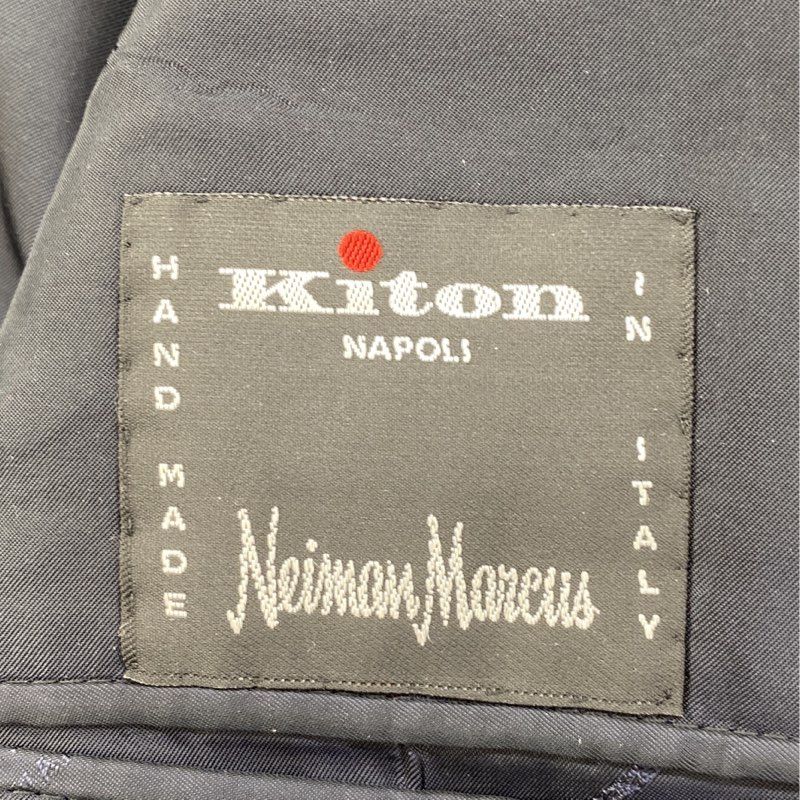 Kiton
NAPOLI
HAND MADE
IN ITALY
Neiman Marcus